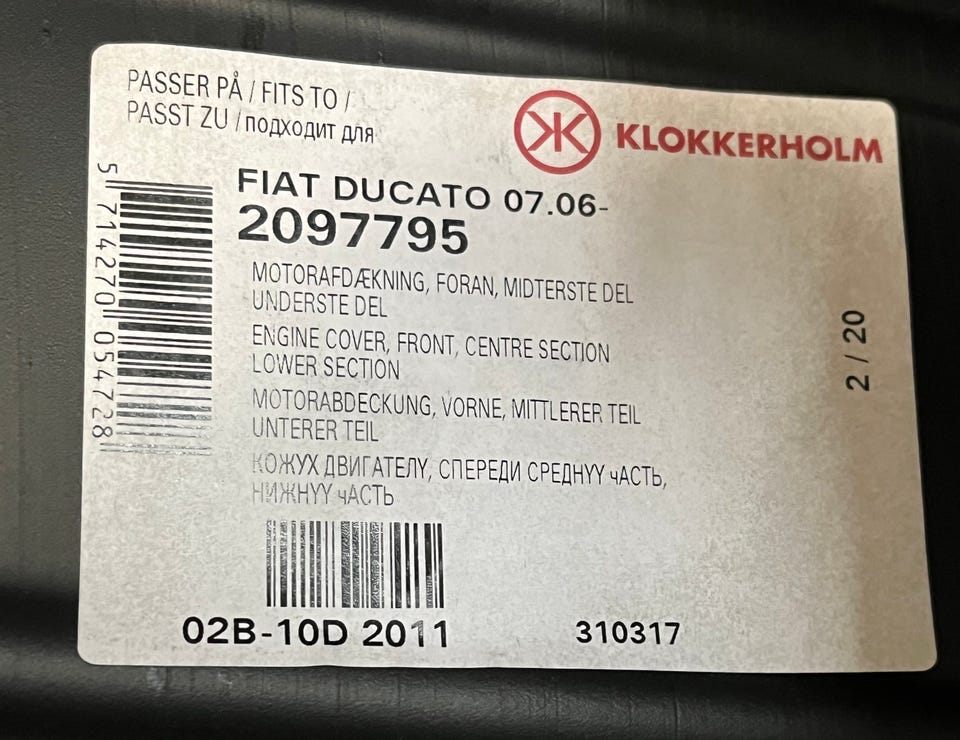 PASSER PÅ / FITS TO /
PASST ZU / подходит для
KLOKKERHOLM
FIAT DUCATO 07.06-
2097795
5 714270 054728
MOTORAFDÆKNING, FORAN, MIDTERSTE DEL
UNDERSTE DEL
ENGINE COVER, FRONT, CENTRE SECTION
LOWER SECTION
MOTORABDECKUNG, VORNE, MITTLERER TEIL
UNTERER TEIL
КОЖУХ ДВИГАТЕЛУ, СПЕРЕДИ СРЕДНУУ чАСТЬ,
НИЖНУУ чАСТЬ
2 / 20
02B-10D 2011
310317